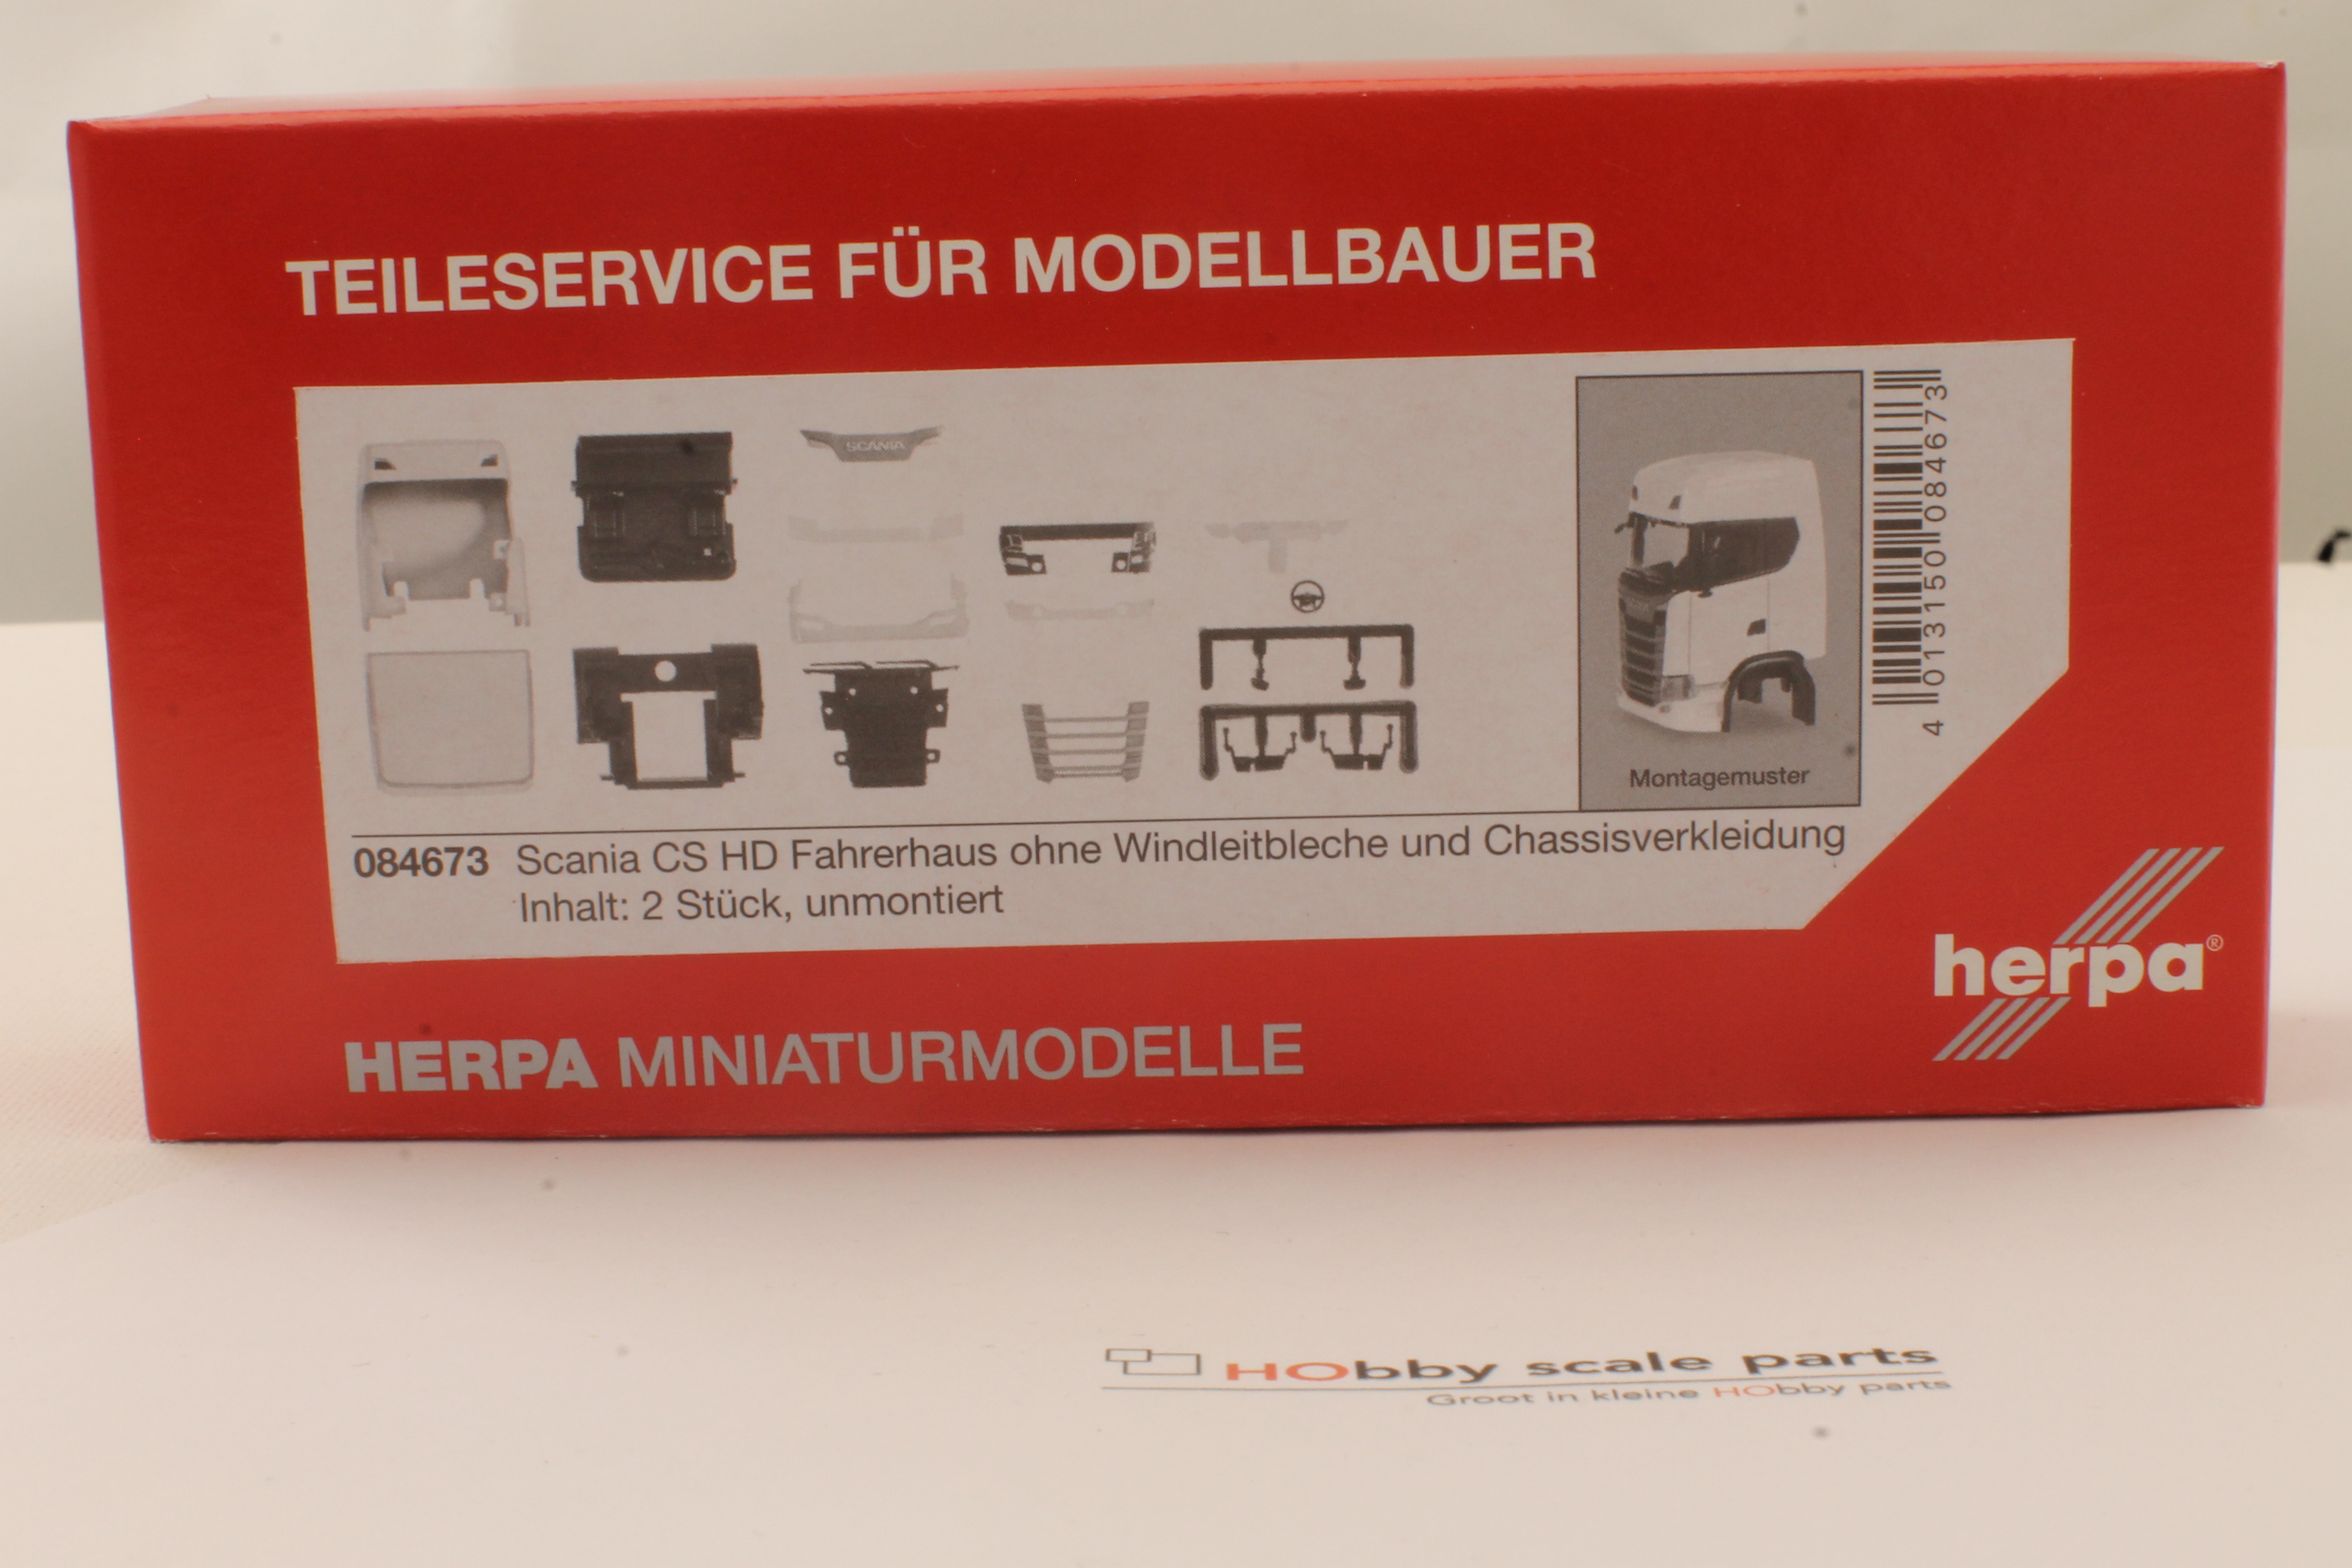 TEILESERVICE FÜR MODELLBAUER
SCANIA
4 013150 084673
Montagemuster
084673 Scania CS HD Fahrerhaus ohne Windleitbleche und Chassisverkleidung
Inhalt: 2 Stück, unmontiert
herpa®
HERPA MINIATURMODELLE
HObby scale parts
Groot in kleine HObby parts